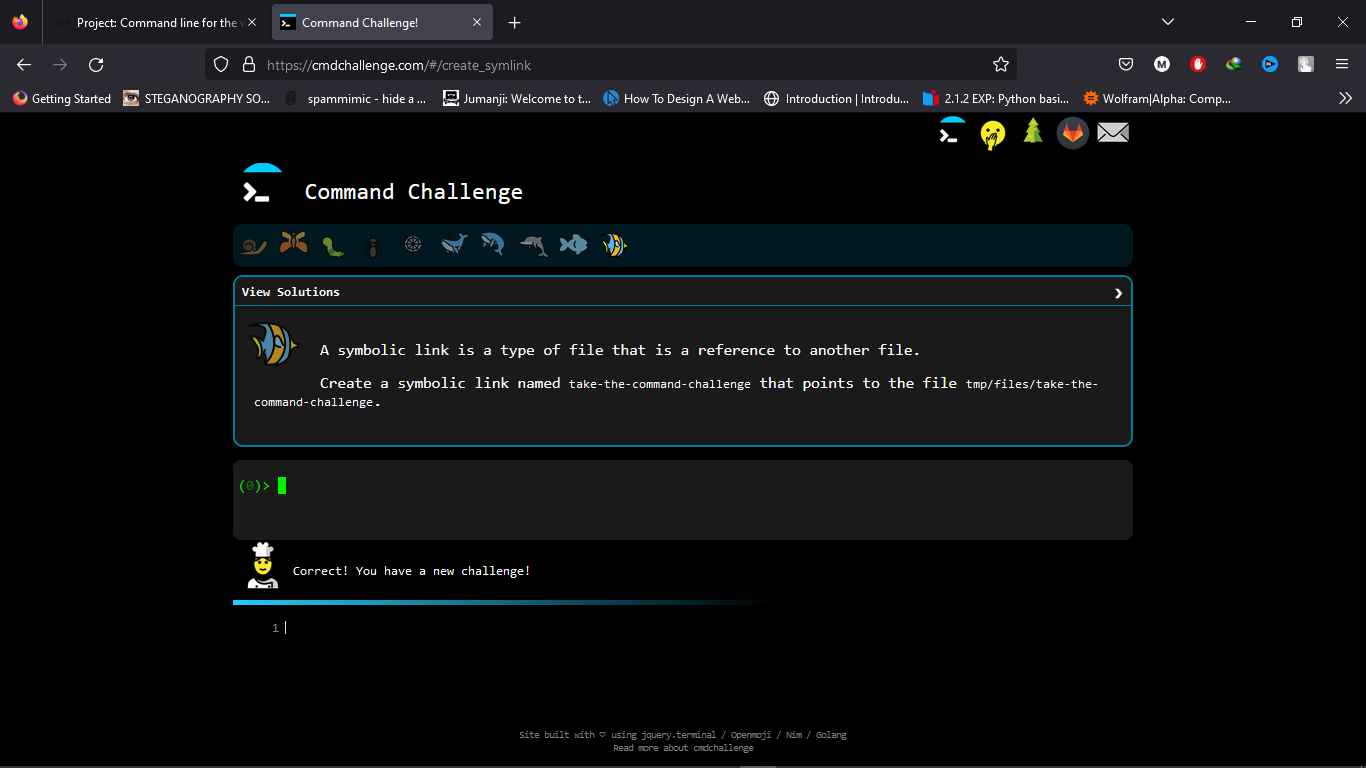 Project: Command line for the
Command Challenge!
https://cmdchallenge.com/#/create_symlink
Getting Started
STEGANOGRAPHY SO...
spammimic - hide a ...
Jumanji: Welcome to t...
How To Design A Web...
Introduction | Introdu...
2.1.2 EXP: Python basi...
Wolfram|Alpha: Comp...
Command Challenge
View Solutions
A symbolic link is a type of file that is a reference to another file.
Create a symbolic link named take-the-command-challenge that points to the file tmp/files/take-the-
command-challenge.
(0)>
Correct! You have a new challenge!
1
Site built with ♡ using jquery.terminal / Openmoji / Nim / Golang
Read more about cmdchallenge